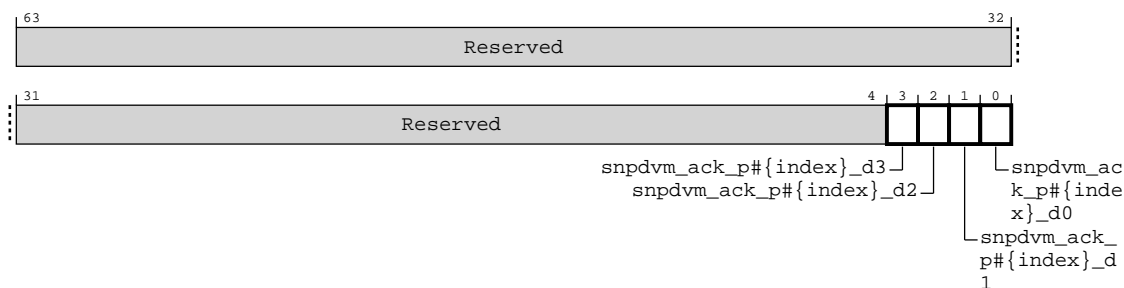 63 32
Reserved
31 4 3 2 1 0
Reserved
snpdvm_ack_p#{index}_d3
snpdvm_ack_p#{index}_d2
snpdvm_ac
k_p#{inde
x}_d0
snpdvm_ack_
p#{index}_d
1